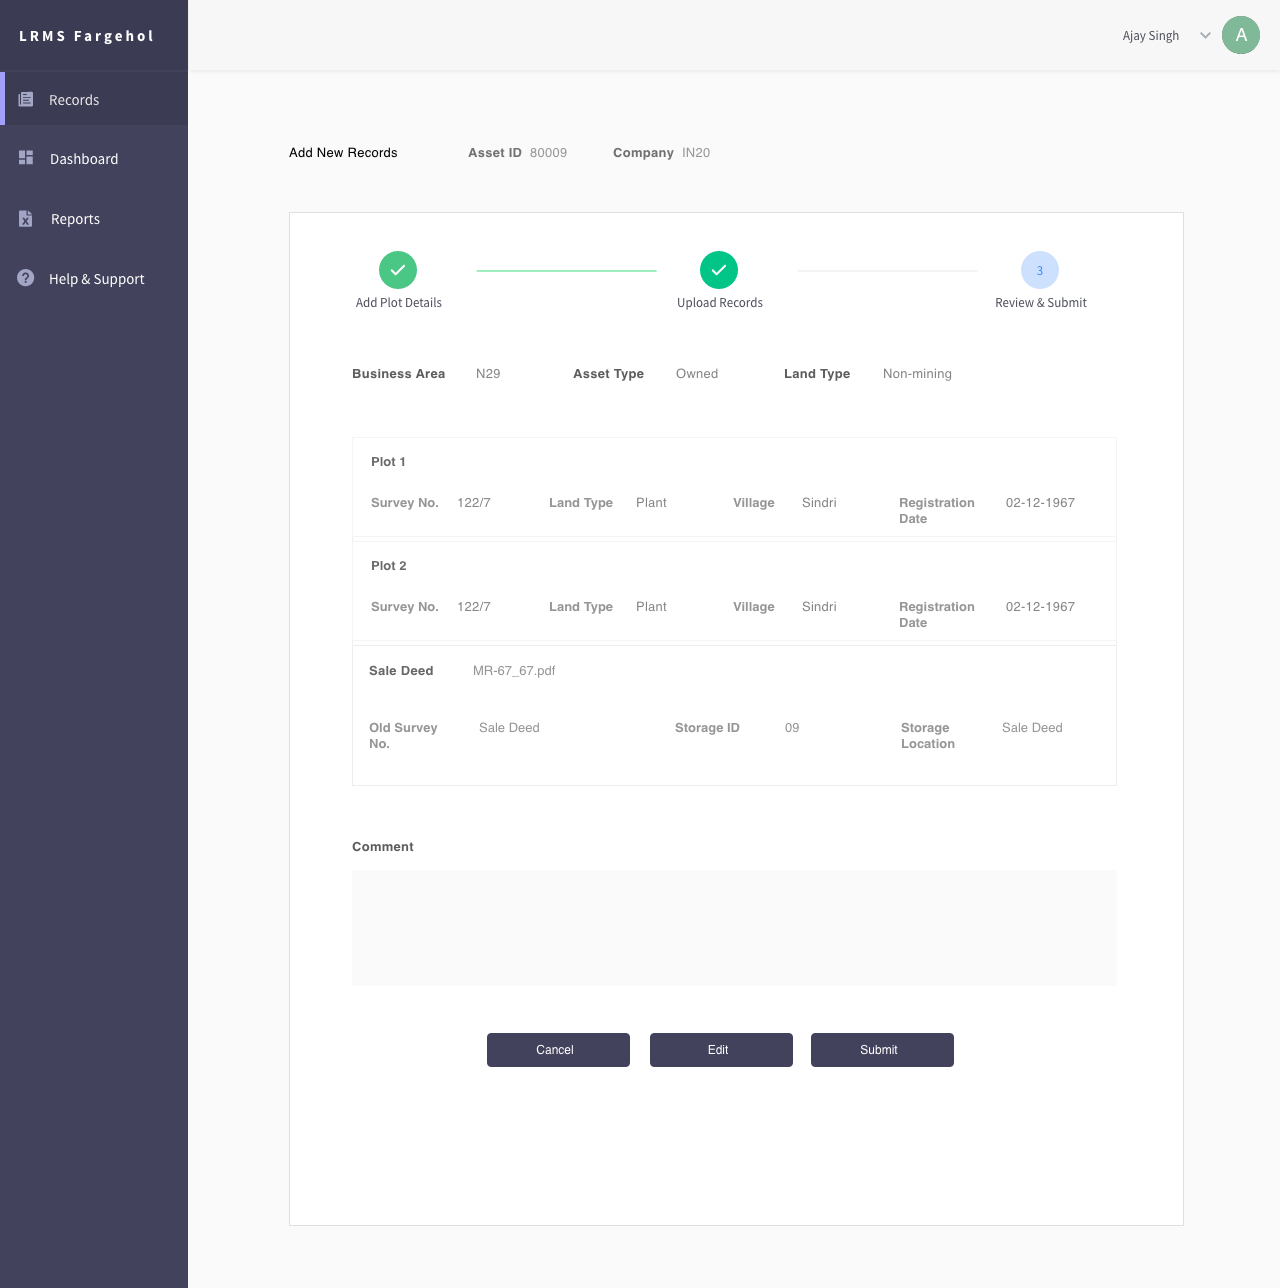 LRMS Fargehol
Ajay Singh
A
Records
Dashboard
Reports
Help & Support
Add New Records Asset ID 80009 Company IN20
3
Add Plot Details Upload Records Review & Submit
Business Area N29 Asset Type Owned Land Type Non-mining
Plot 1
Survey No. 122/7 Land Type Plant Village Sindri Registration 02-12-1967
Date
Plot 2
Survey No. 122/7 Land Type Plant Village Sindri Registration 02-12-1967
Date
Sale Deed MR-67_67.pdf
Old Survey Sale Deed Storage ID 09 Storage Sale Deed
No. Location
Comment
Cancel Edit Submit